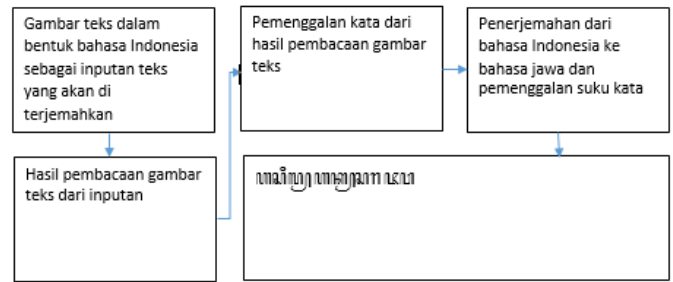 Gambar teks dalam
bentuk bahasa Indonesia
sebagai inputan teks
yang akan di
terjemahkan
Hasil pembacaan gambar
teks dari inputan
Pemenggalan kata dari
hasil pembacaan gambar
teks
Penerjemahan dari
bahasa Indonesia ke
bahasa jawa dan
pemenggalan suku kata